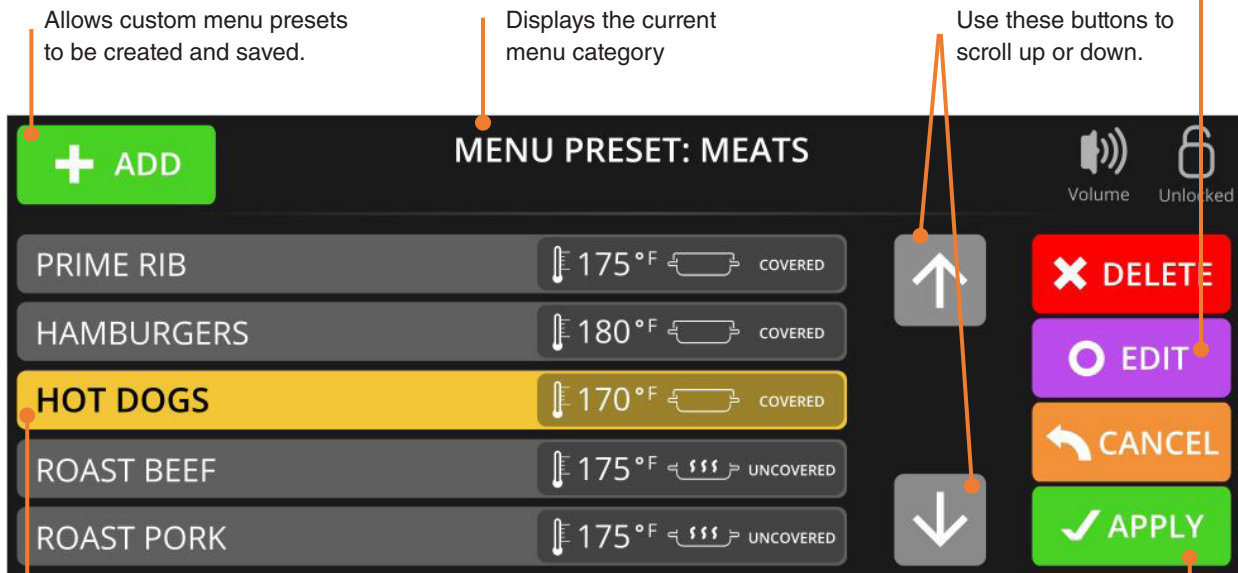 Allows custom menu presets
to be created and saved.
Displays the current
menu category
Use these buttons to
scroll up or down.
ADD
MENU PRESET: MEATS
Volume
Unlocked
PRIME RIB 175°F COVERED
HAMBURGERS 180°F COVERED
HOT DOGS 170°F COVERED
ROAST BEEF 175°F UNCOVERED
ROAST PORK 175°F UNCOVERED
DELETE
EDIT
CANCEL
APPLY